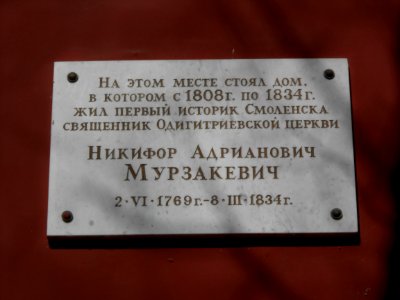 На этом месте стоял дом,
в котором с 1808г. по 1834г.
жил первый историк Смоленска
священник Одигитриевской церкви
Никифор Адрианович
Мурзакевич
2·VI·1769г.-8·III·1834г.